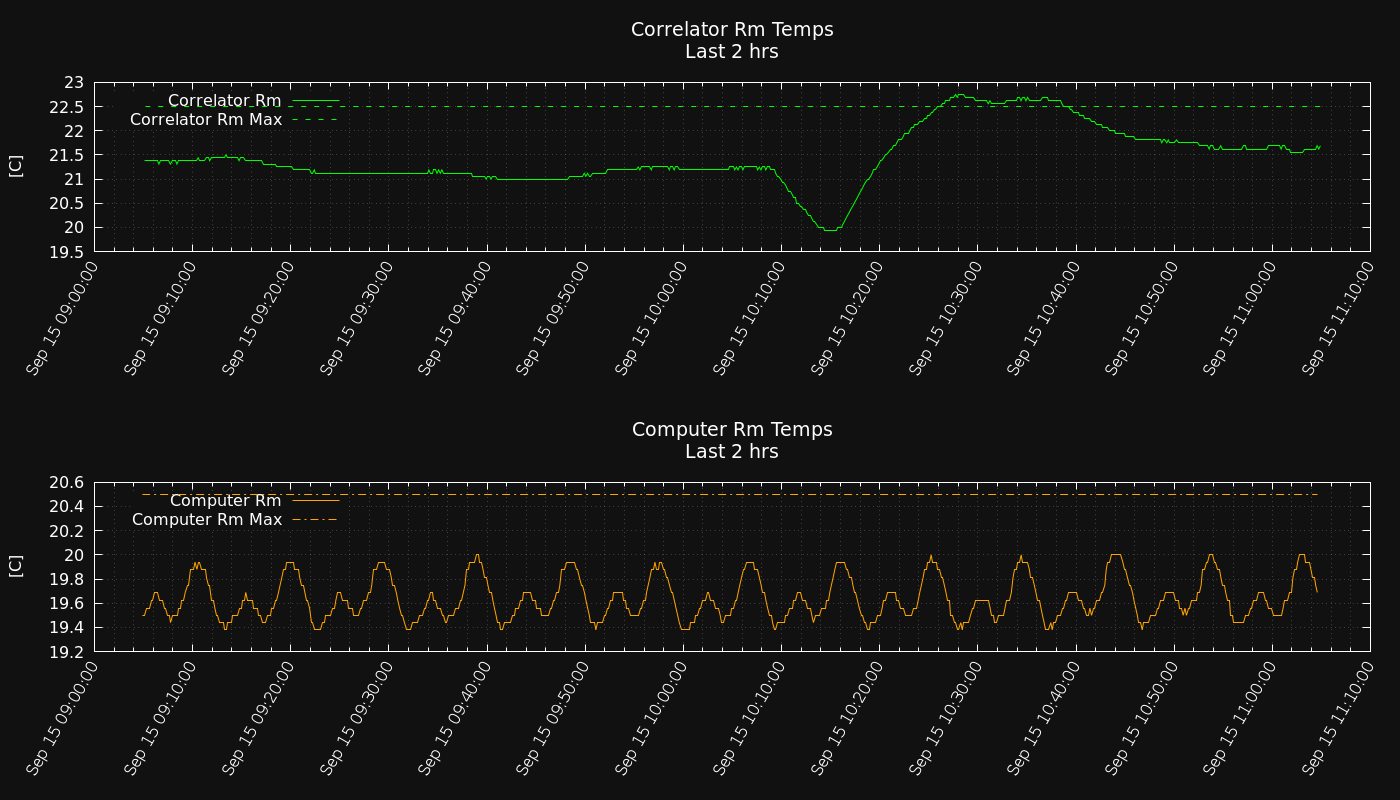 Correlator Rm Temps
Last 2 hrs
23
22.5
22
21.5
21
20.5
20
19.5
[C]
Correlator Rm
Correlator Rm Max
Sep 15 09:00:00
Sep 15 09:10:00
Sep 15 09:20:00
Sep 15 09:30:00
Sep 15 09:40:00
Sep 15 09:50:00
Sep 15 10:00:00
Sep 15 10:10:00
Sep 15 10:20:00
Sep 15 10:30:00
Sep 15 10:40:00
Sep 15 10:50:00
Sep 15 11:00:00
Sep 15 11:10:00
Computer Rm Temps
Last 2 hrs
20.6
20.4
20.2
20
19.8
19.6
19.4
19.2
[C]
Computer Rm
Computer Rm Max
Sep 15 09:00:00
Sep 15 09:10:00
Sep 15 09:20:00
Sep 15 09:30:00
Sep 15 09:40:00
Sep 15 09:50:00
Sep 15 10:00:00
Sep 15 10:10:00
Sep 15 10:20:00
Sep 15 10:30:00
Sep 15 10:40:00
Sep 15 10:50:00
Sep 15 11:00:00
Sep 15 11:10:00